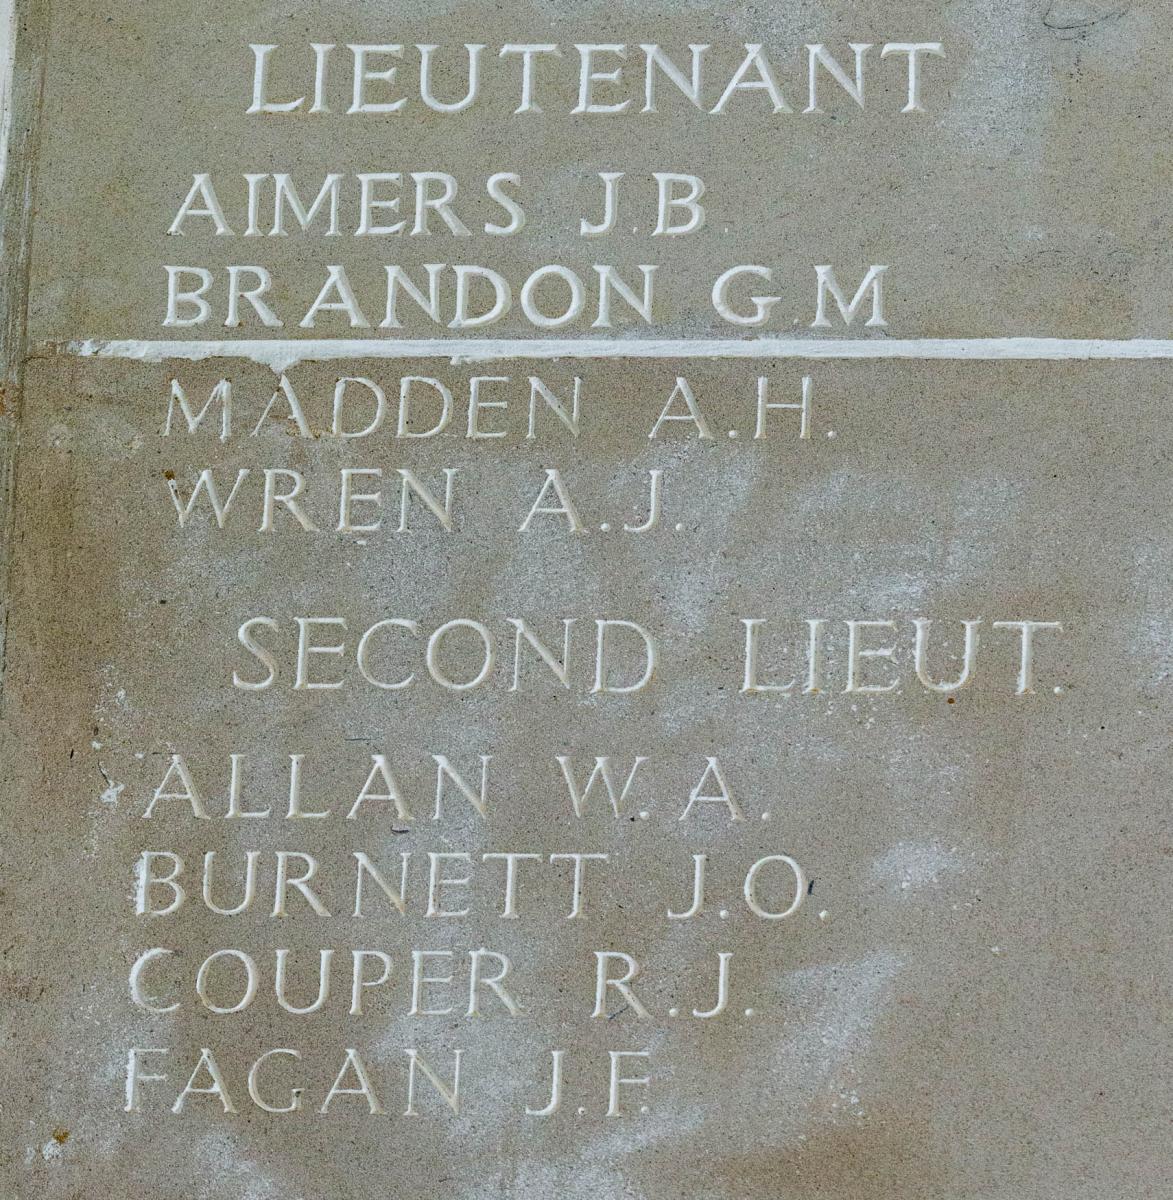 LIEUTENANT
AIMERS J.B.
BRANDON G.M
MADDEN A.H.
WREN A.J.
SECOND LIEUT.
ALLAN W.A.
BURNETT J.O.
COUPER R.J.
FAGAN J.F.